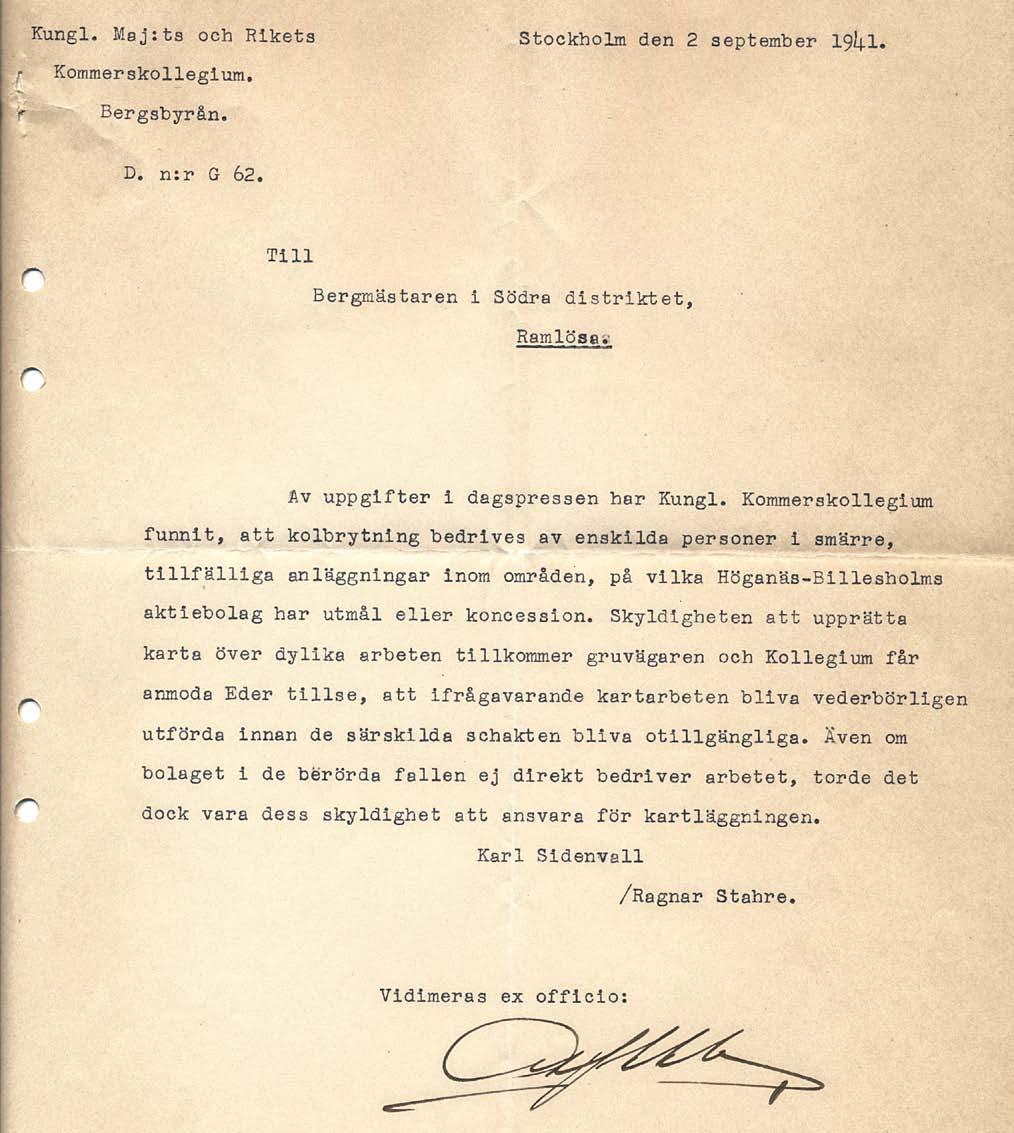 Kungl. Maj:ts och Rikets
Stockholm den 2 september 1941.
Kommerskollegium.
Bergsbyrån.
D. n:r G 62.
Till
Bergmästaren i Södra distriktet,
Ramlösa.
Av uppgifter i dagspressen har Kungl. Kommerskollegium
funnit, att kolbrytning bedrives av enskilda personer i smärre,
tillfälliga anläggningar inom områden, på vilka Höganäs-Billesholms
aktiebolag har utmål eller koncession. Skyldigheten att upprätta
karta över dylika arbeten tillkommer gruvägaren och Kollegium får
anmoda Eder tillse, att ifrågavarande kartarbeten bliva vederbörligen
utförda innan de särskilda schakten bliva otillgängliga. Även om
bolaget i de berörda fallen ej direkt bedriver arbetet, torde det
dock vara dess skyldighet att ansvara för kartläggningen.
Karl Sidenvall
/Ragnar Stahre.
Vidimeras ex officio: